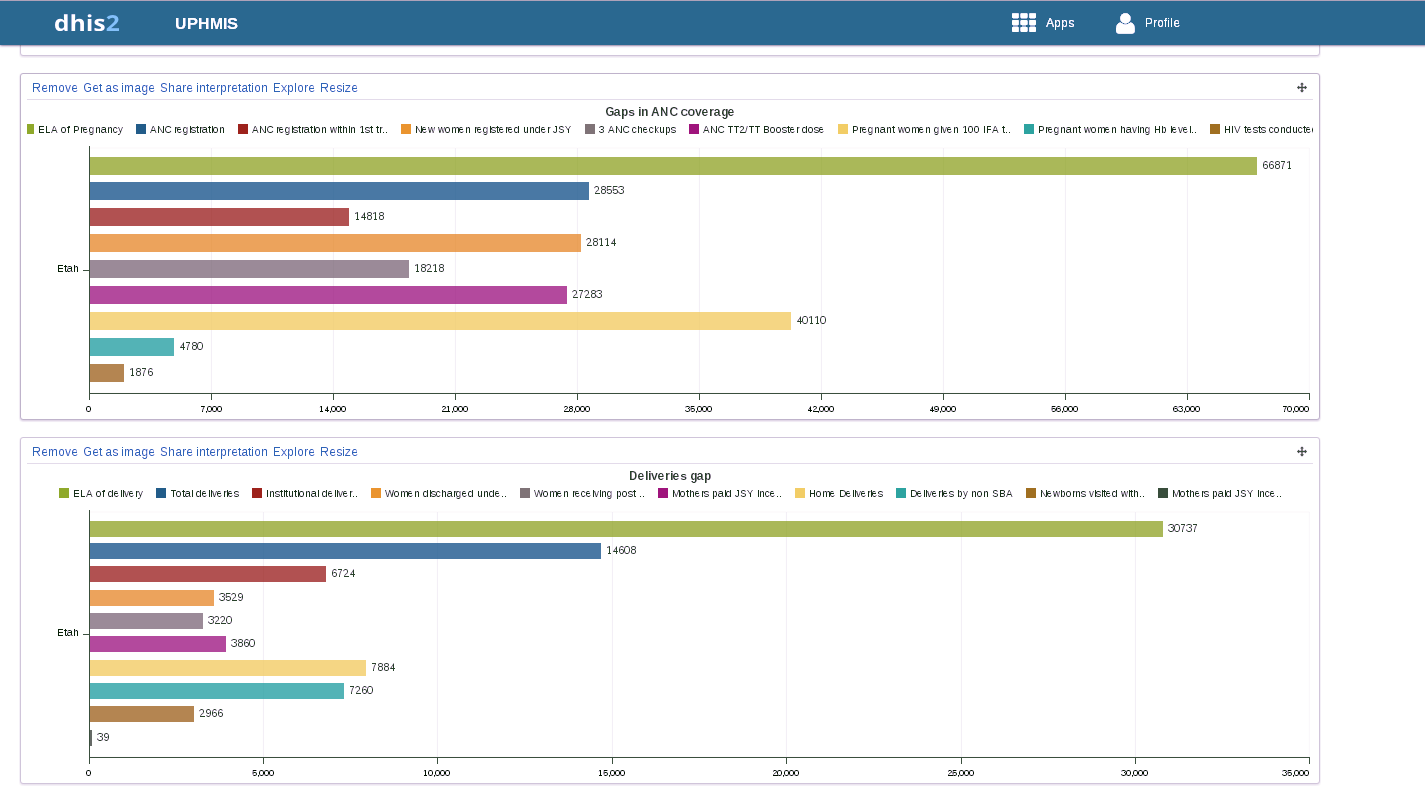 dhis2 UPHMIS Apps Profile
Remove Get as image Share interpretation Explore Resize
Gaps in ANC coverage
ELA of Pregnancy ANC registration ANC registration within 1st tr.. New women registered under JSY 3 ANC checkups ANC TT2/TT Booster dose Pregnant women given 100 IFA t.. Pregnant women having Hb level.. HIV tests conducted
66871
28553
14818
28114
Etah 18218
27283
40110
4780
1876
0 7,000 14,000 21,000 28,000 35,000 42,000 49,000 56,000 63,000 70,000
Remove Get as image Share interpretation Explore Resize
Deliveries gap
ELA of delivery Total deliveries Institutional deliver.. Women discharged unde.. Women receiving post .. Mothers paid JSY Ince.. Home Deliveries Deliveries by non SBA Newborns visited with.. Mothers paid JSY Ince..
30737
14608
6724
3529
3220
Etah 3860
7884
7260
2966
39
0 5,000 10,000 15,000 20,000 25,000 30,000 35,000